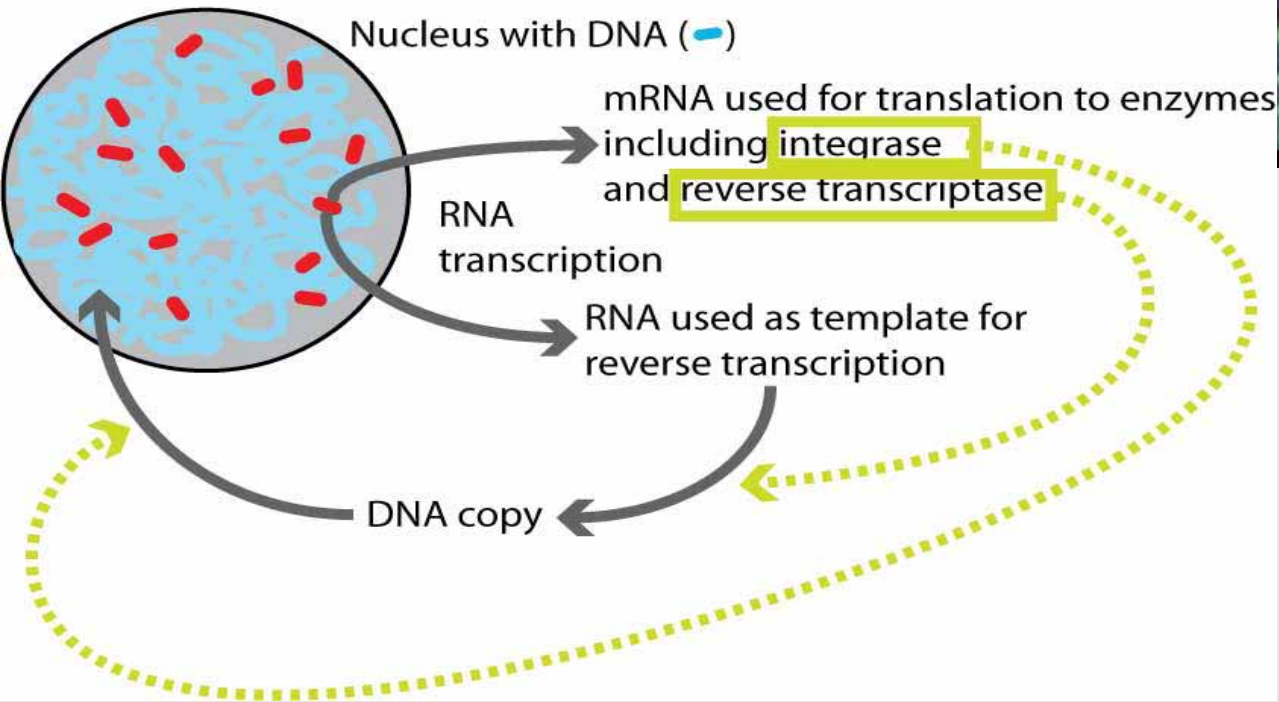 Nucleus with DNA ( )
mRNA used for translation to enzymes
including integrase
and reverse transcriptase
RNA
transcription
RNA used as template for
reverse transcription
DNA copy